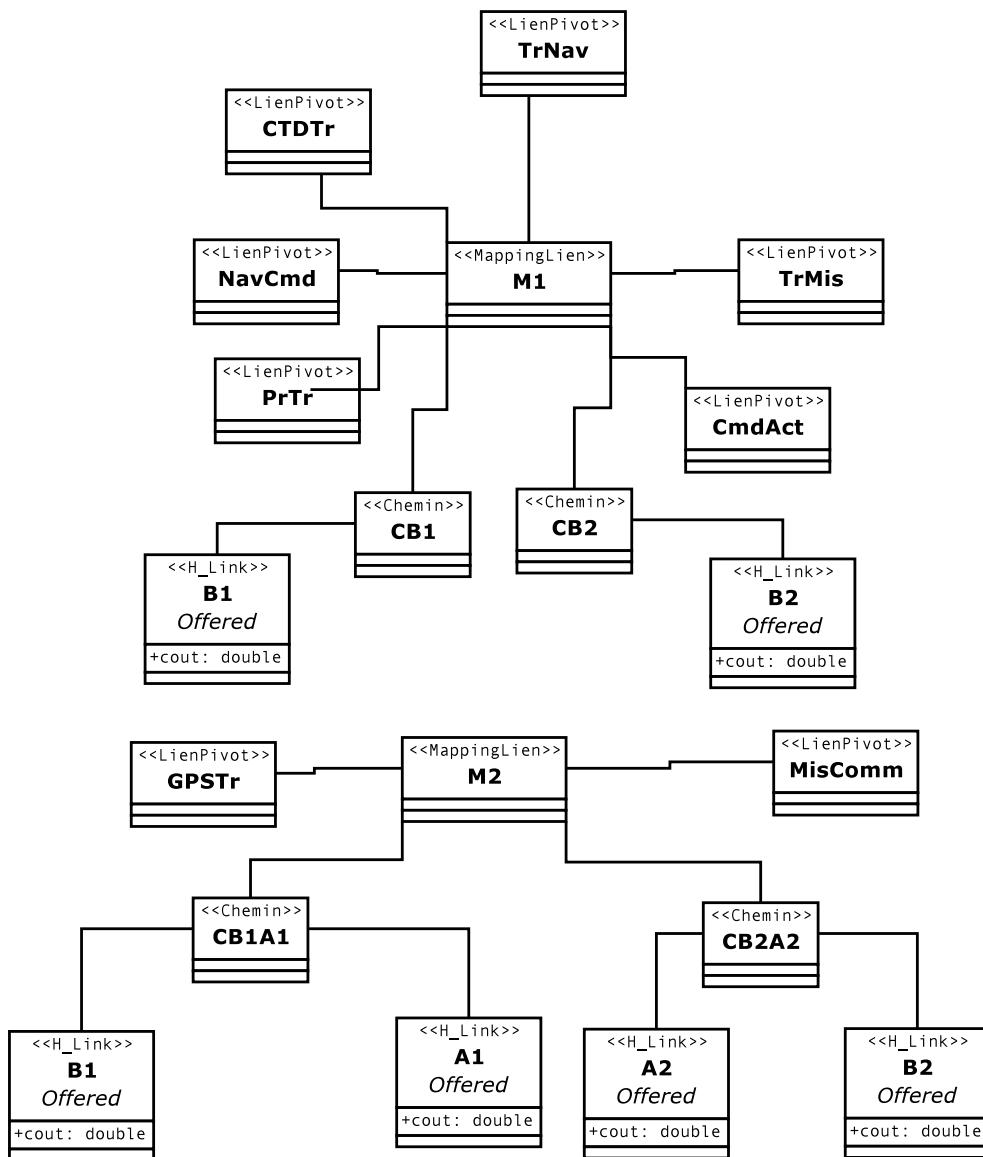 <<LienPivot>>
TrNav
<<LienPivot>>
CTDTr
<<LienPivot>>
NavCmd
<<MappingLien>>
M1
<<LienPivot>>
TrMis
<<LienPivot>>
PrTr
<<LienPivot>>
CmdAct
<<Chemin>>
CB1
<<Chemin>>
CB2
<<H_Link>>
B1
Offered
+cout: double
<<H_Link>>
B2
Offered
+cout: double
<<LienPivot>>
GPSTr
<<MappingLien>>
M2
<<LienPivot>>
MisComm
<<Chemin>>
CB1A1
<<Chemin>>
CB2A2
<<H_Link>>
B1
Offered
+cout: double
<<H_Link>>
A1
Offered
+cout: double
<<H_Link>>
A2
Offered
+cout: double
<<H_Link>>
B2
Offered
+cout: double